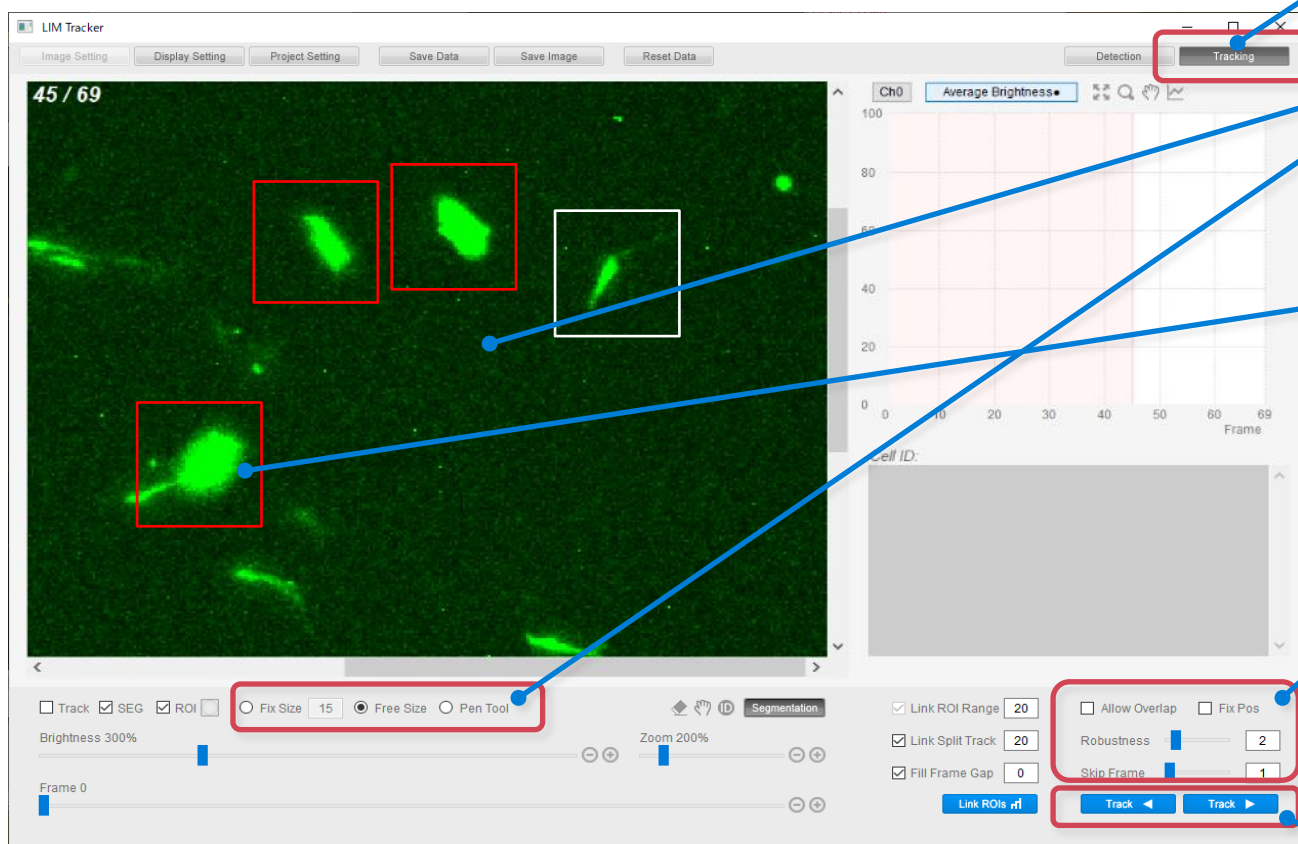 LIM Tracker
Image Setting Display Setting Project Setting Save Data Save Image Reset Data Detection Tracking
45 / 69
Ch0 Average Brightness●
100
80
60
40
20
0
0 10 20 30 40 50 60 69
Frame
Cell ID:
Track SEG ROI Fix Size 15 Free Size Pen Tool ID Segmentation
Brightness 300% Zoom 200%
Frame 0
Link ROI Range 20 Allow Overlap Fix Pos
Link Split Track 20 Robustness 2
Fill Frame Gap 0 Skip Frame 1
Link ROIs Track ◀ Track ▶